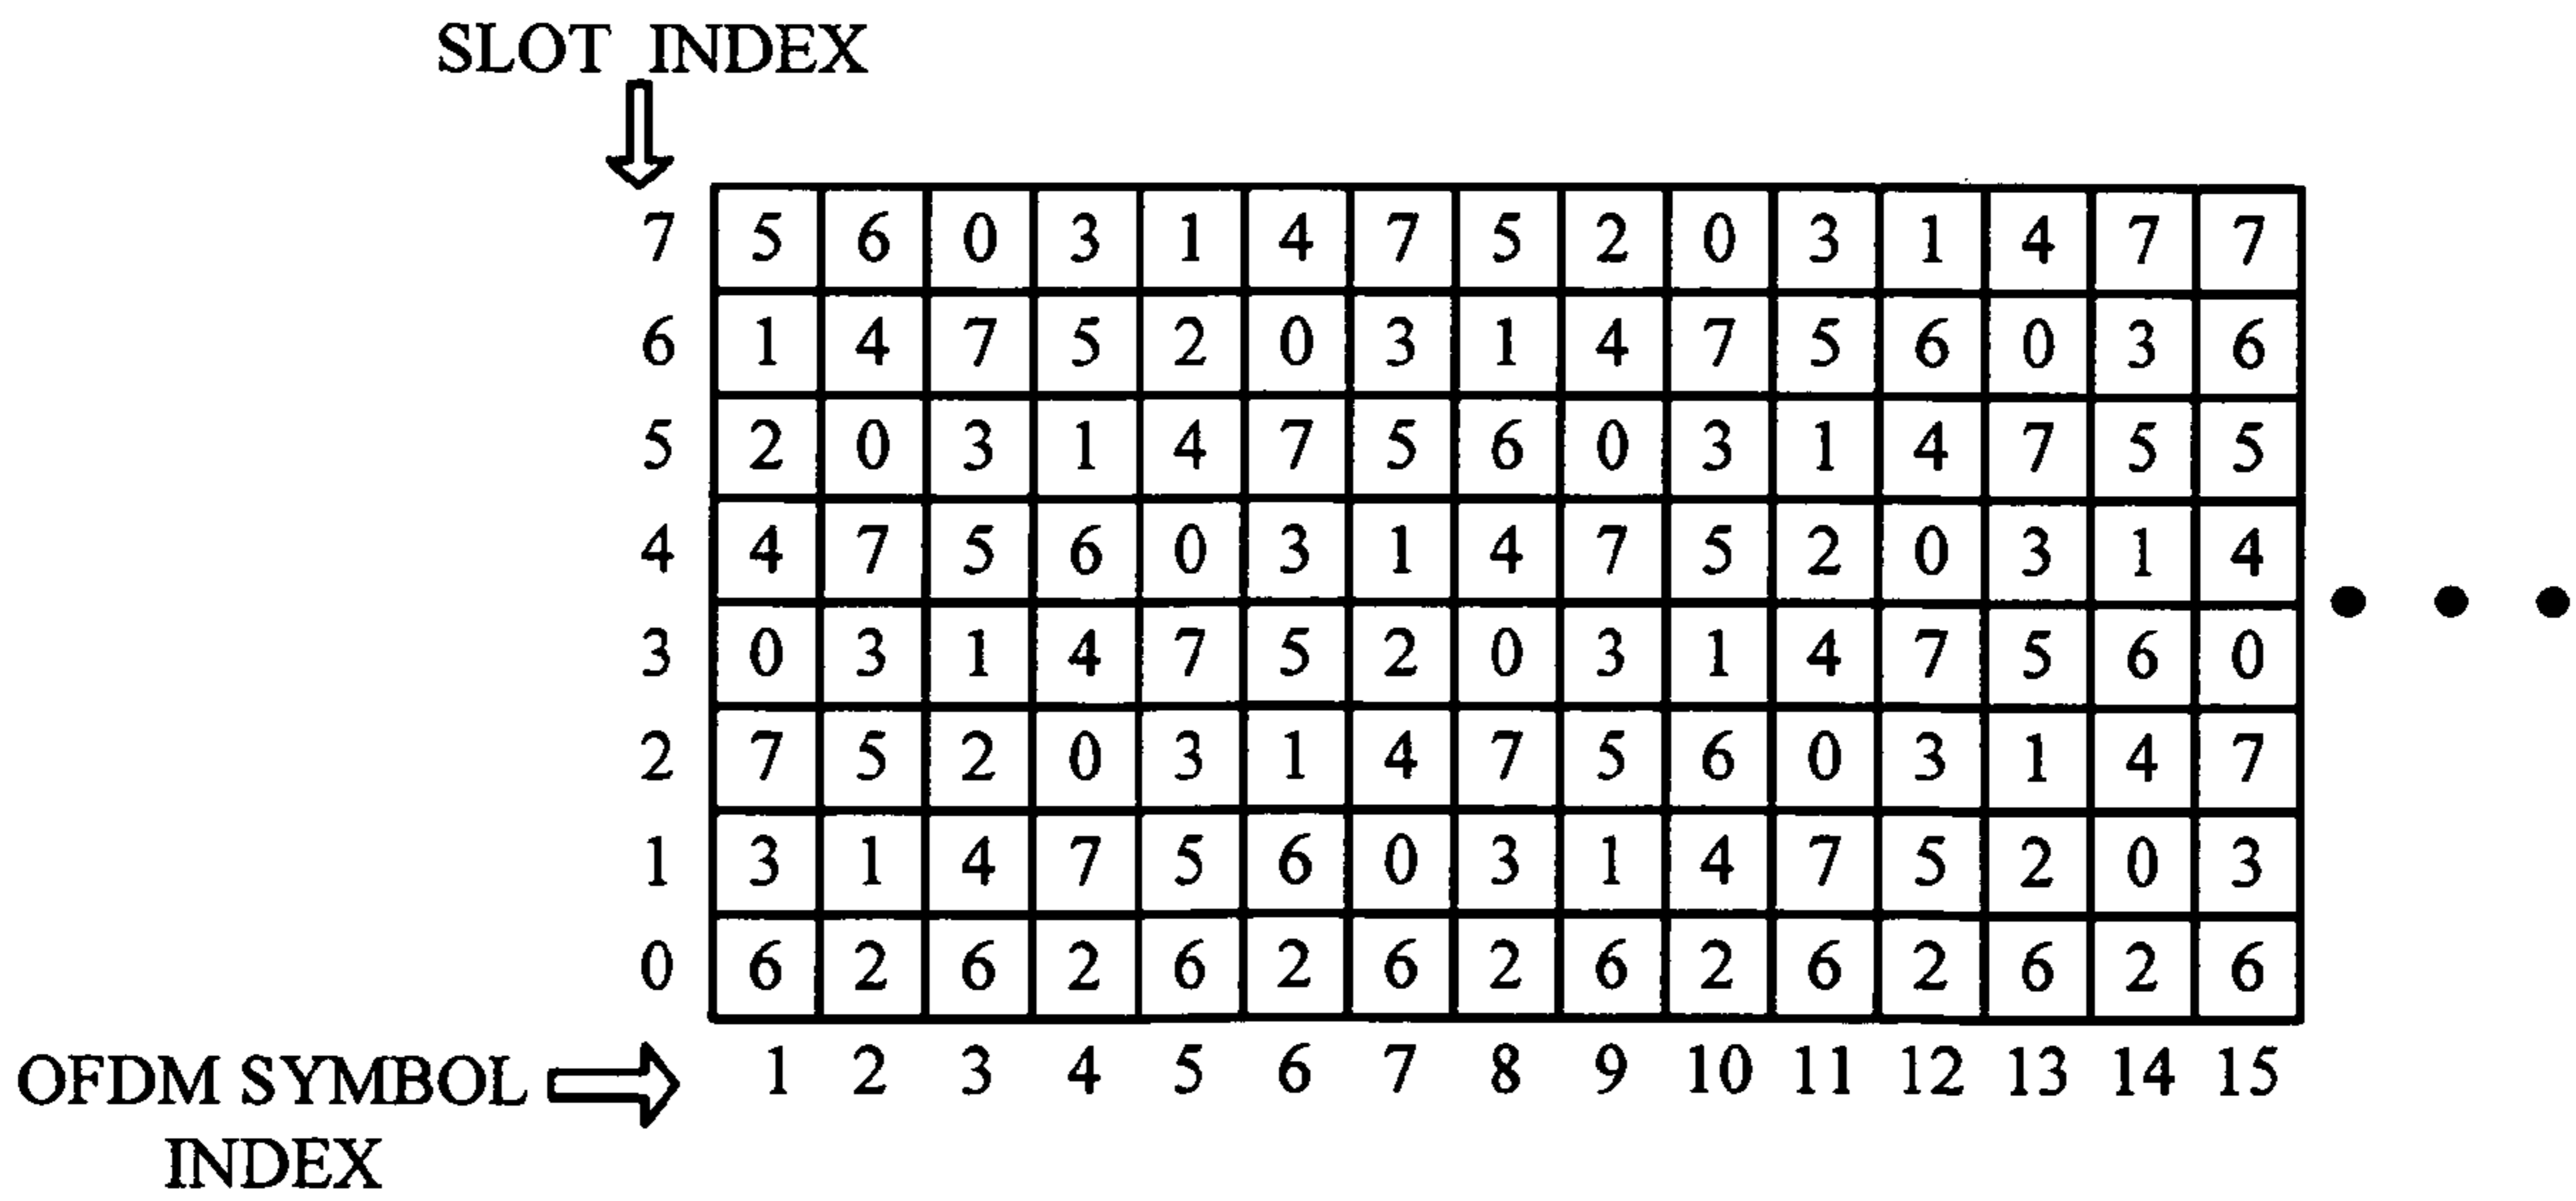 SLOT INDEX
7 5 6 0 3 1 4 7 5 2 0 3 1 4 7 7
6 1 4 7 5 2 0 3 1 4 7 5 6 0 3 6
5 2 0 3 1 4 7 5 6 0 3 1 4 7 5 5
4 4 7 5 6 0 3 1 4 7 5 2 0 3 1 4
3 0 3 1 4 7 5 2 0 3 1 4 7 5 6 0
2 7 5 2 0 3 1 4 7 5 6 0 3 1 4 7
1 3 1 4 7 5 6 0 3 1 4 7 5 2 0 3
0 6 2 6 2 6 2 6 2 6 2 6 2 6 2 6
OFDM SYMBOL 1 2 3 4 5 6 7 8 9 10 11 12 13 14 15
INDEX